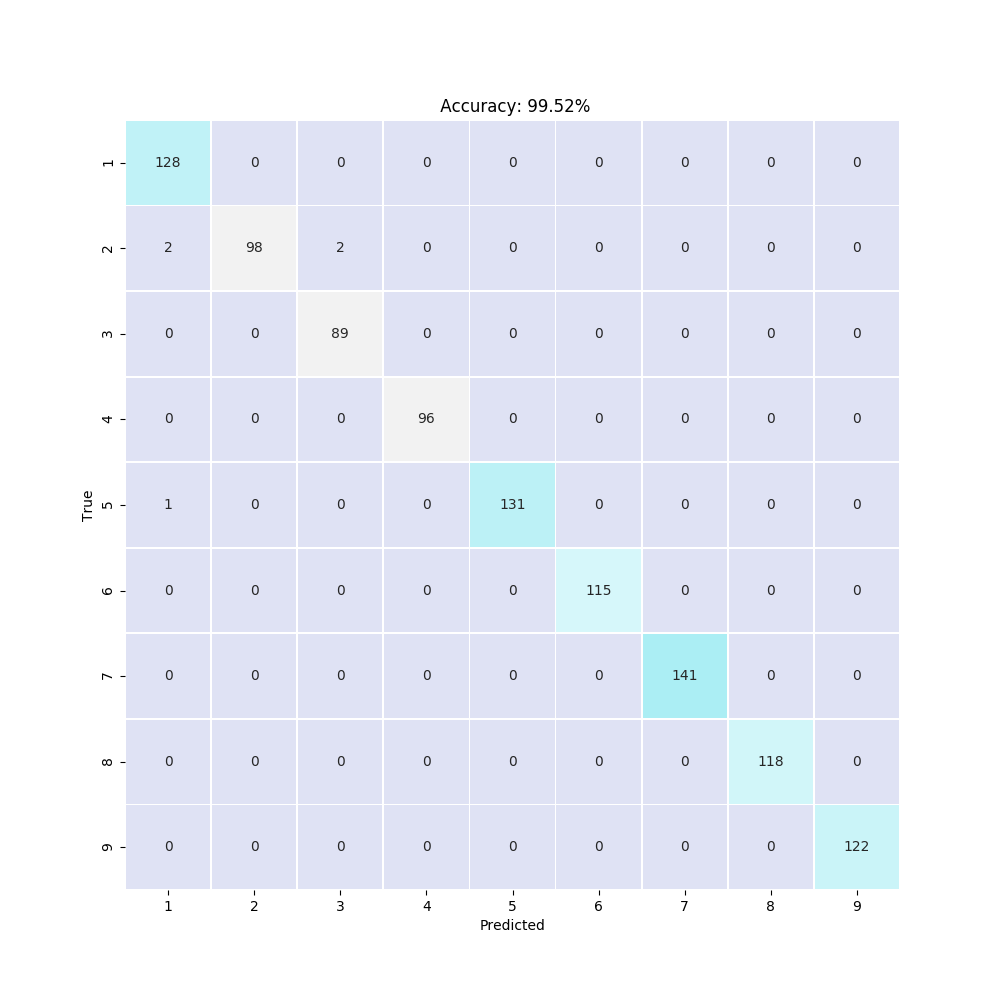 Accuracy: 99.52%
1 128 0 0 0 0 0 0 0 0
2 2 98 2 0 0 0 0 0 0
3 0 0 89 0 0 0 0 0 0
4 0 0 0 96 0 0 0 0 0
True
5 1 0 0 0 131 0 0 0 0
6 0 0 0 0 0 115 0 0 0
7 0 0 0 0 0 0 141 0 0
8 0 0 0 0 0 0 0 118 0
9 0 0 0 0 0 0 0 0 122
1 2 3 4 5 6 7 8 9
Predicted